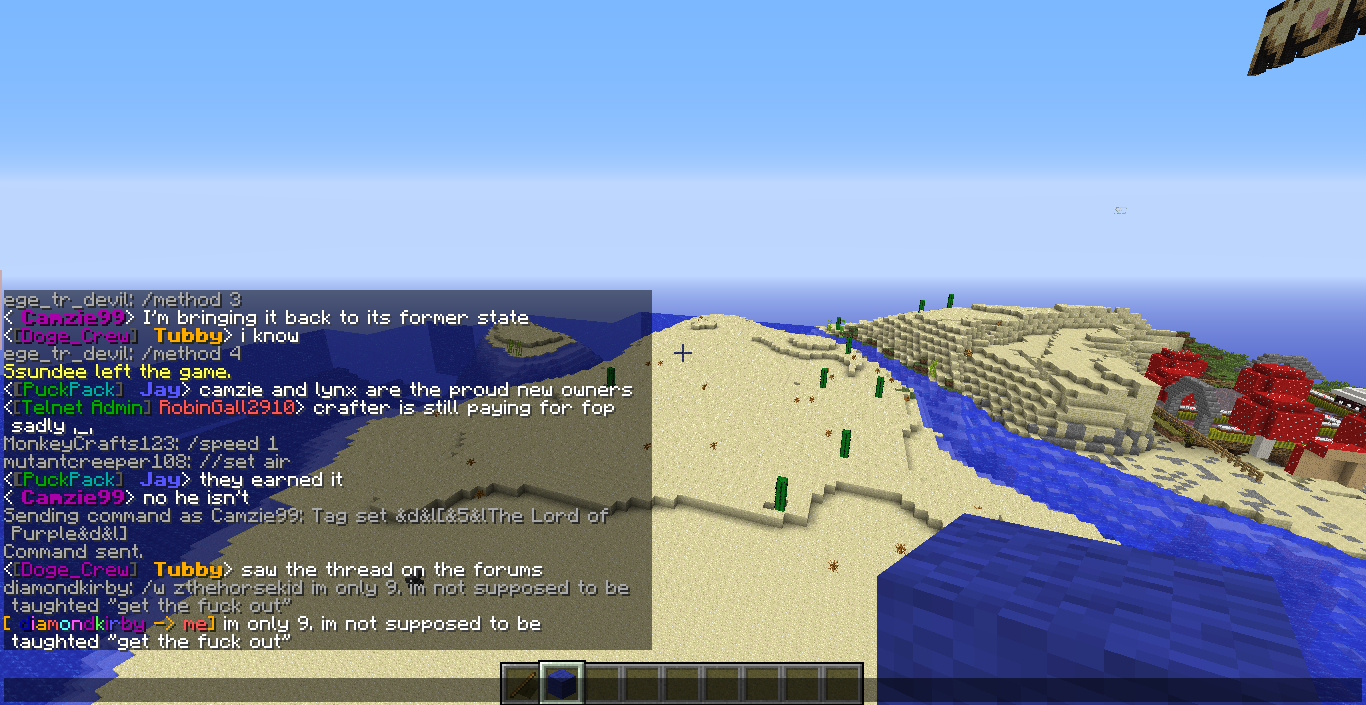 ege_tr_devil: /method 3
< Camzie99> I'm bringing it back to its former state
<[Doge_Crew] Tubby> i know
ege_tr_devil: /method 4
Ssundee left the game.
<[PuckPack] Jay> camzie and lynx are the proud new owners
<[Telnet Admin] RobinGall2910> crafter is still paying for fop
sadly ._.
MonkeyCrafts123: /speed 1
mutantcreeper108: //set air
<[PuckPack] Jay> they earned it
< Camzie99> no he isn't
Sending command as Camzie99: Tag set &d&l[&5&lThe Lord of
Purple&d&l]
Command sent.
<[Doge_Crew] Tubby> saw the thread on the forums
diamondkirby: /w zthehorsekid im only 9. im not supposed to be
taughted "get the fuck out"
[ diamondkirby -> me] im only 9. im not supposed to be
taughted "get the fuck out"